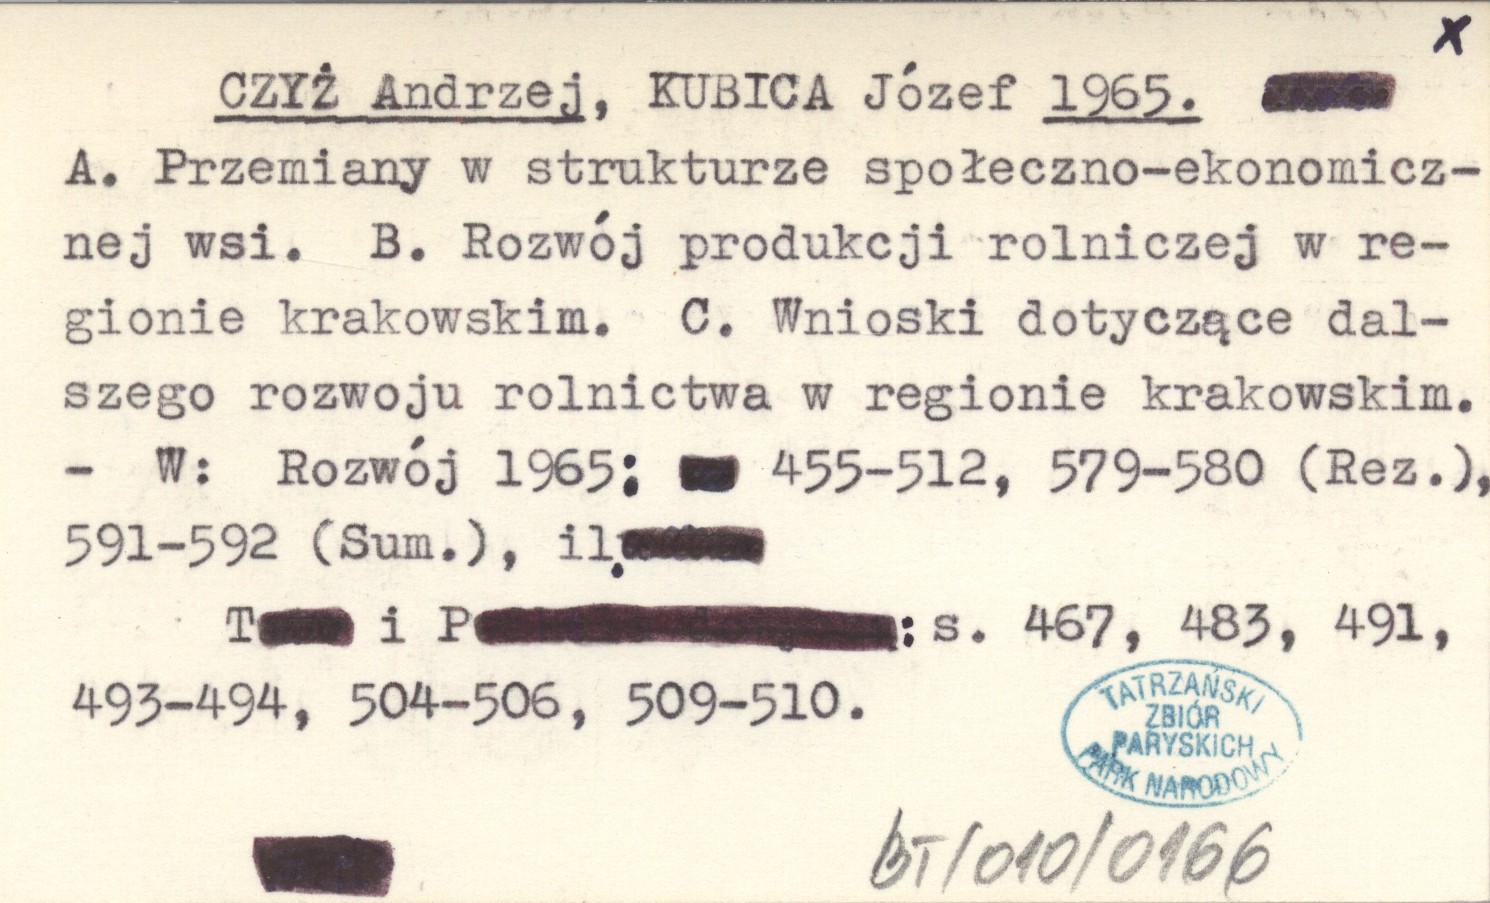 x
CZYŻ Andrzej, KUBICA Józef 1965.
A. Przemiany w strukturze społeczno-ekonomicz-
nej wsi. B. Rozwój produkcji rolniczej w re-
gionie krakowskim. C. Wnioski dotyczące dal-
szego rozwoju rolnictwa w regionie krakowskim.
- W: Rozwój 1965; 455-512, 579-580 (Rez.),
591-592 (Sum.), il.
T i P : s. 467, 483, 491,
493-494, 504-506, 509-510.
TATRZAŃSKI
ZBIÓR
PARYSKICH
PARK NARODOWY
BT/010/0166